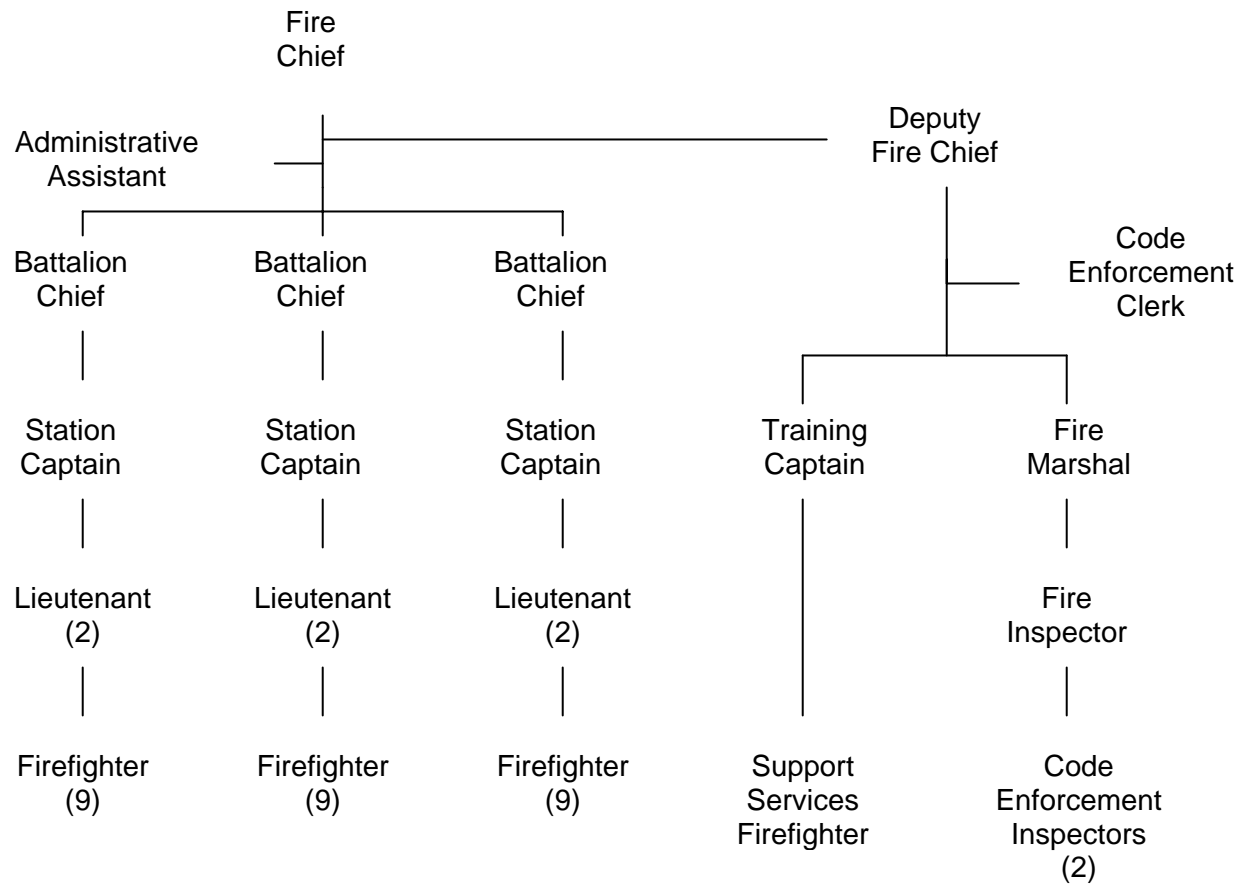 Fire
Chief
Administrative
Assistant
Deputy
Fire Chief
Code
Enforcement
Clerk
Battalion
Chief
Battalion
Chief
Battalion
Chief
Station
Captain
Station
Captain
Station
Captain
Training
Captain
Fire
Marshal
Lieutenant
(2)
Lieutenant
(2)
Lieutenant
(2)
Fire
Inspector
Firefighter
(9)
Firefighter
(9)
Firefighter
(9)
Support
Services
Firefighter
Code
Enforcement
Inspectors
(2)